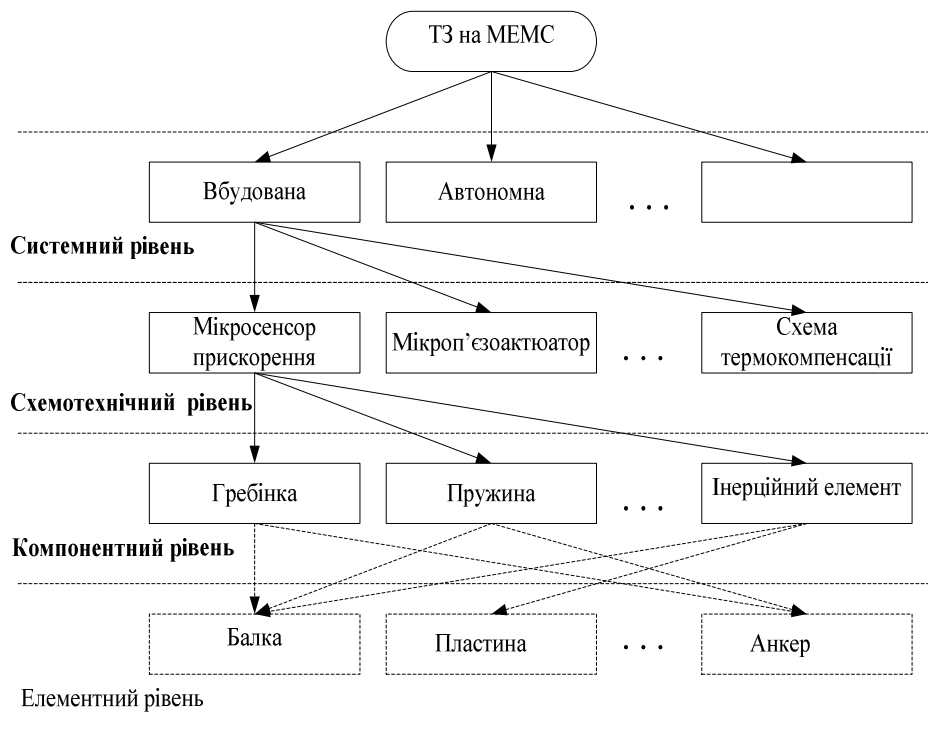 ТЗ на МЕМС
Вбудована
Автономна
. . .
Системний рівень
Мікросенсор
прискорення
Мікроп’єзоактюатор
. . .
Схема
термокомпенсації
Схемотехнічний рівень
Гребінка
Пружина
. . .
Інерційний елемент
Компонентний рівень
Балка
Пластина
. . .
Анкер
Елементний рівень